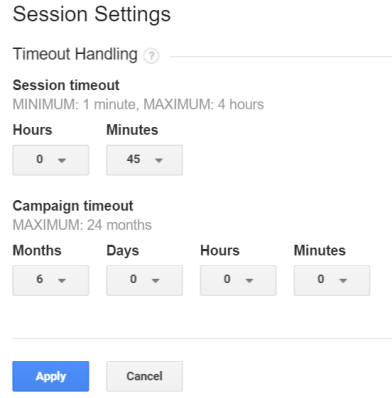 Session Settings
Timeout Handling ?
Session timeout
MINIMUM: 1 minute, MAXIMUM: 4 hours
Hours Minutes
0 45
Campaign timeout
MAXIMUM: 24 months
Months Days Hours Minutes
6 0 0 0
Apply Cancel